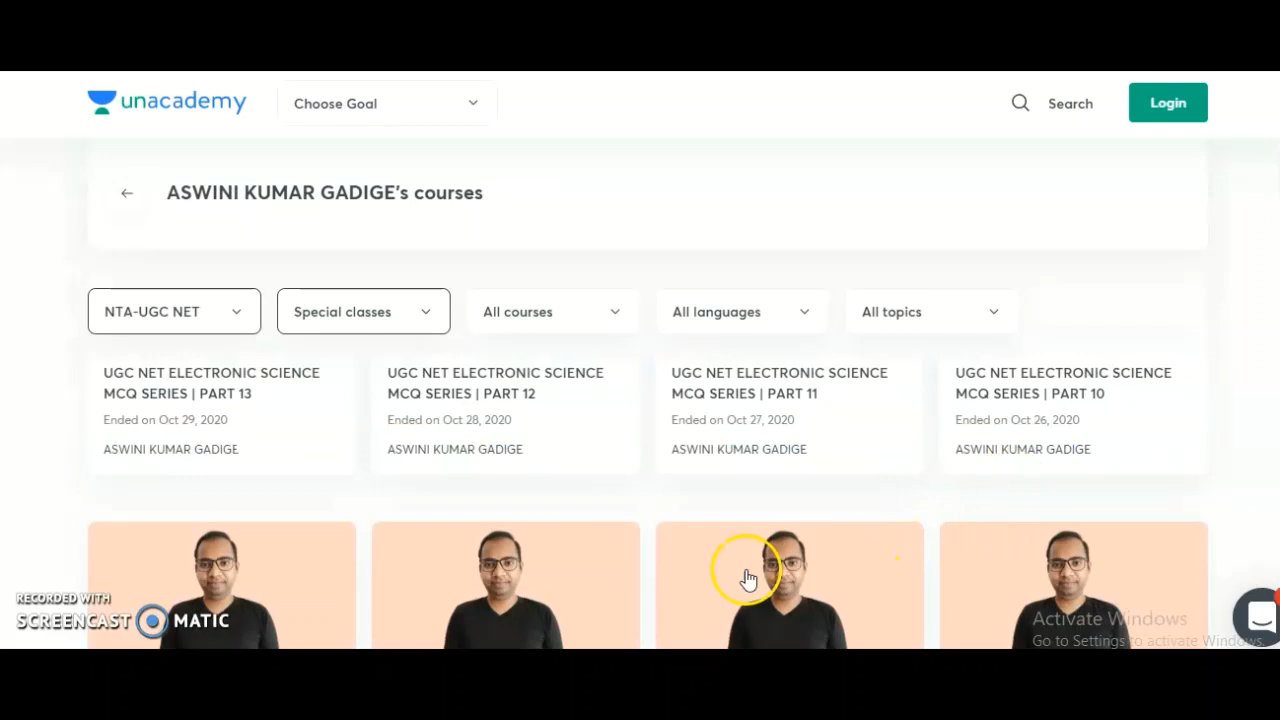 unacademy
Choose Goal
Search
Login
ASWINI KUMAR GADIGE's courses
NTA-UGC NET
Special classes
All courses
All languages
All topics
UGC NET ELECTRONIC SCIENCE
MCQ SERIES | PART 13
Ended on Oct 29, 2020
ASWINI KUMAR GADIGE
UGC NET ELECTRONIC SCIENCE
MCQ SERIES | PART 12
Ended on Oct 28, 2020
ASWINI KUMAR GADIGE
UGC NET ELECTRONIC SCIENCE
MCQ SERIES | PART 11
Ended on Oct 27, 2020
ASWINI KUMAR GADIGE
UGC NET ELECTRONIC SCIENCE
MCQ SERIES | PART 10
Ended on Oct 26, 2020
ASWINI KUMAR GADIGE
RECORDED WITH
SCREENCAST MATIC
Activate Windows
Go to Settings to activate Windows.